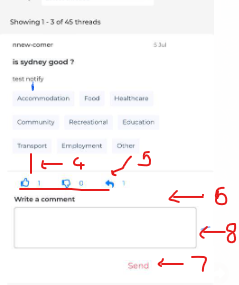 Showing 1 - 3 of 45 threads
nnew-comer 5 Jul
is sydney good ?
test notify
Accommodation Food Healthcare
Community Recreational Education
Transport Employment Other
4 5
1 0 1
6
Write a comment
8
Send 7